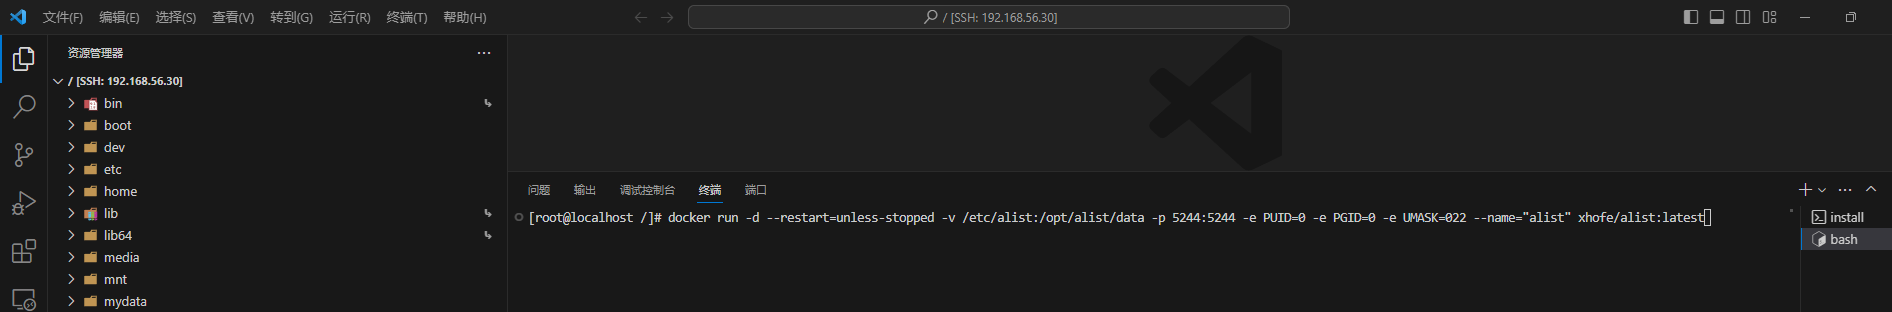 文件(F) 编辑(E) 选择(S) 查看(V) 转到(G) 运行(R) 终端(T) 帮助(H)
/ [SSH: 192.168.56.30]
资源管理器
/ [SSH: 192.168.56.30]
bin
boot
dev
etc
home
lib
lib64
media
mnt
mydata
问题 输出 调试控制台 终端 端口
[root@localhost /]# docker run -d --restart=unless-stopped -v /etc/alist:/opt/alist/data -p 5244:5244 -e PUID=0 -e PGID=0 -e UMASK=022 --name="alist" xhofe/alist:latest
install
bash